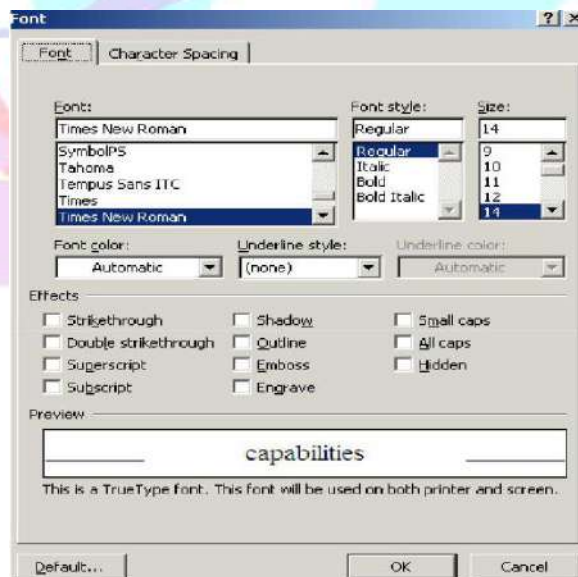 Font
Font Character Spacing
Font: Font style: Size:
Times New Roman Regular 14
SymbolPS Regular 9
Tahoma Italic 10
Tempus Sans ITC Bold 11
Times Bold Italic 12
Times New Roman 14
Font color: Underline style: Underline color:
Automatic (none) Automatic
Effects
Strikethrough Shadow Small caps
Double strikethrough Outline All caps
Superscript Emboss Hidden
Subscript Engrave
Preview
capabilities
This is a TrueType font. This font will be used on both printer and screen.
Default... OK Cancel